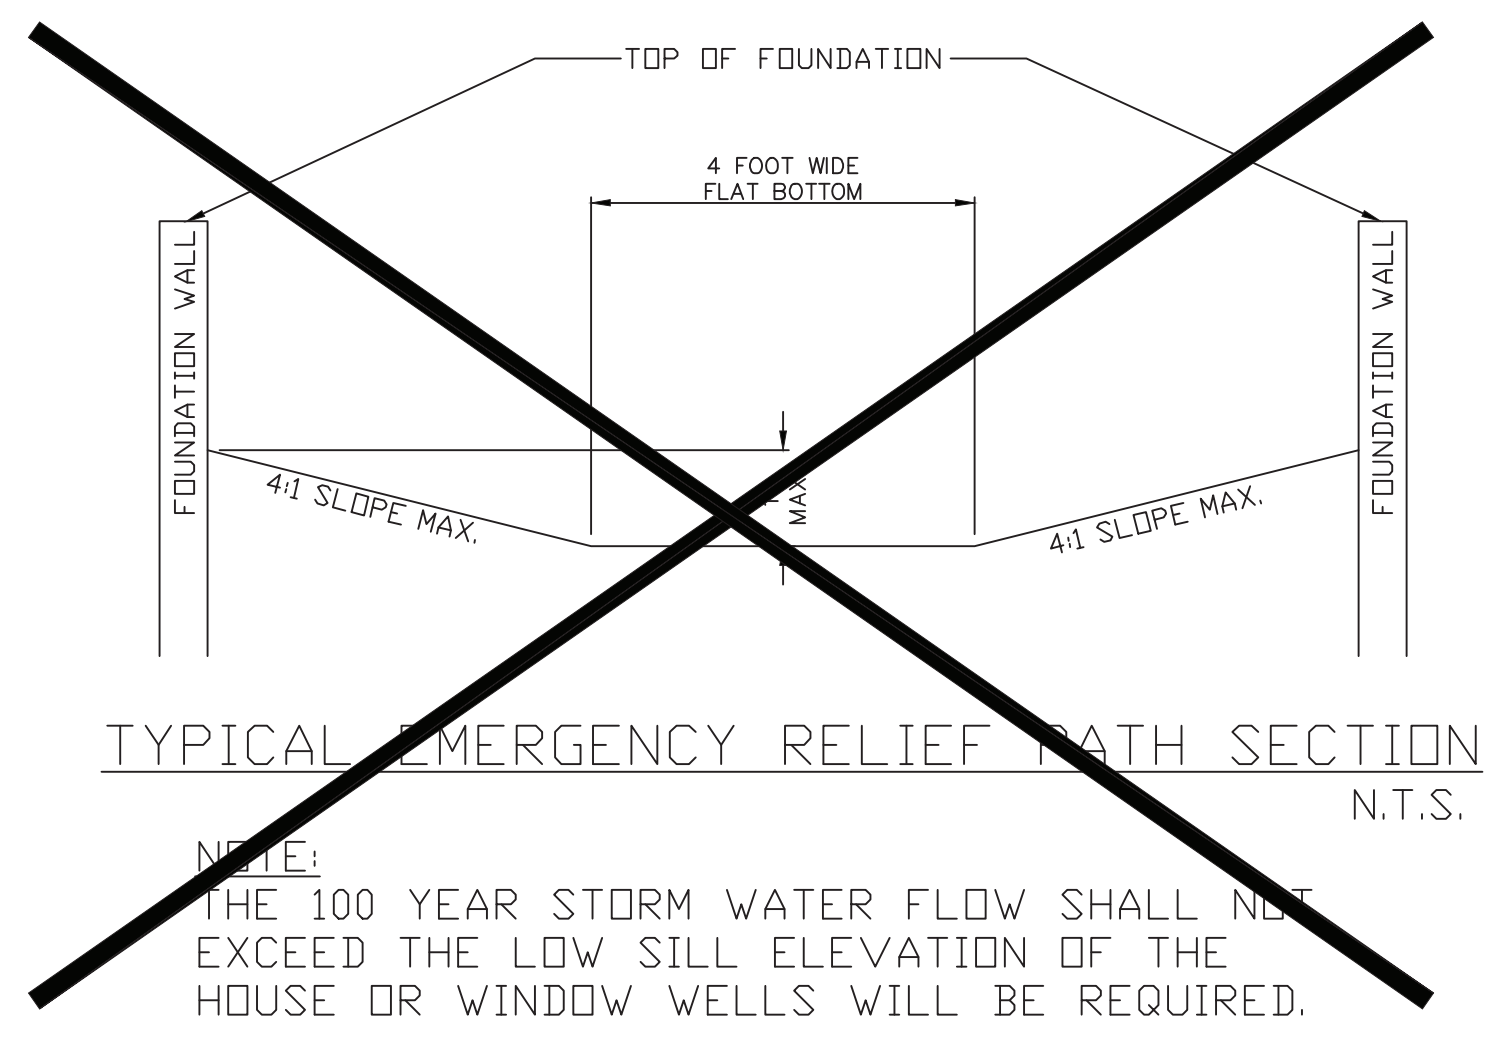 TOP OF FOUNDATION
4 FOOT WIDE
FLAT BOTTOM
FOUNDATION WALL
FOUNDATION WALL
4:1 SLOPE MAX.
MAX
4:1 SLOPE MAX.
TYPICAL EMERGENCY RELIEF PATH SECTION
N.T.S.
NOTE:
THE 100 YEAR STORM WATER FLOW SHALL NOT
EXCEED THE LOW SILL ELEVATION OF THE
HOUSE OR WINDOW WELLS WILL BE REQUIRED.